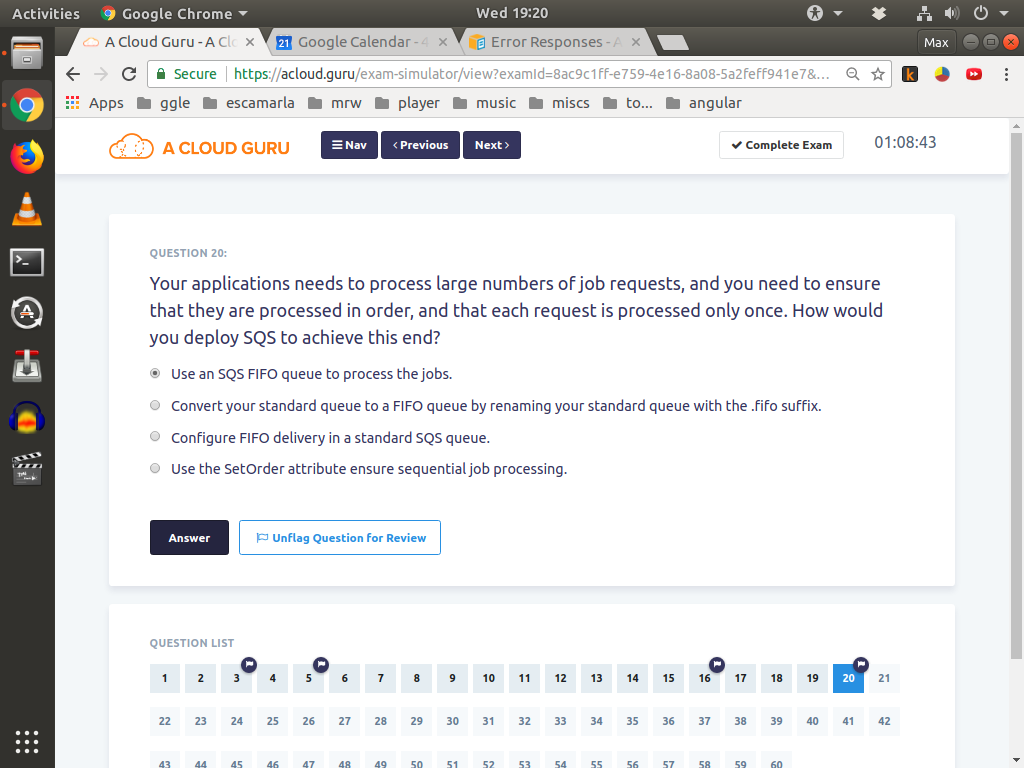 Activities
Google Chrome
Wed 19:20
A Cloud Guru - A Clo
Google Calendar - 4
Error Responses - A
Max
Secure
https://acloud.guru/exam-simulator/view?examId=8ac9c1ff-e759-4e16-8a08-5a2feff941e7&...
Apps
ggle
escamarla
mrw
player
music
miscs
to...
angular
A CLOUD GURU
Nav
Previous
Next
Complete Exam
01:08:43
QUESTION 20:
Your applications needs to process large numbers of job requests, and you need to ensure
that they are processed in order, and that each request is processed only once. How would
you deploy SQS to achieve this end?
Use an SQS FIFO queue to process the jobs.
Convert your standard queue to a FIFO queue by renaming your standard queue with the .fifo suffix.
Configure FIFO delivery in a standard SQS queue.
Use the SetOrder attribute ensure sequential job processing.
Answer
Unflag Question for Review
QUESTION LIST
1 2 3 4 5 6 7 8 9 10 11 12 13 14 15 16 17 18 19 20 21
22 23 24 25 26 27 28 29 30 31 32 33 34 35 36 37 38 39 40 41 42
43 44 45 46 47 48 49 50 51 52 53 54 55 56 57 58 59 60